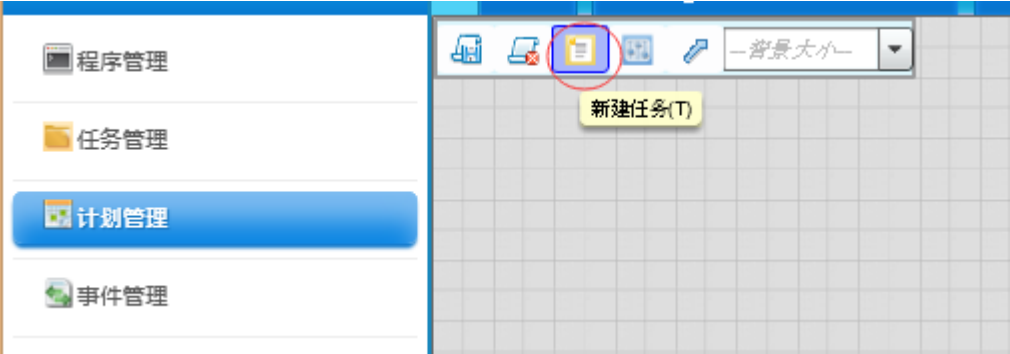 程序管理
任务管理
计划管理
事件管理
—背景大小—
新建任务(T)